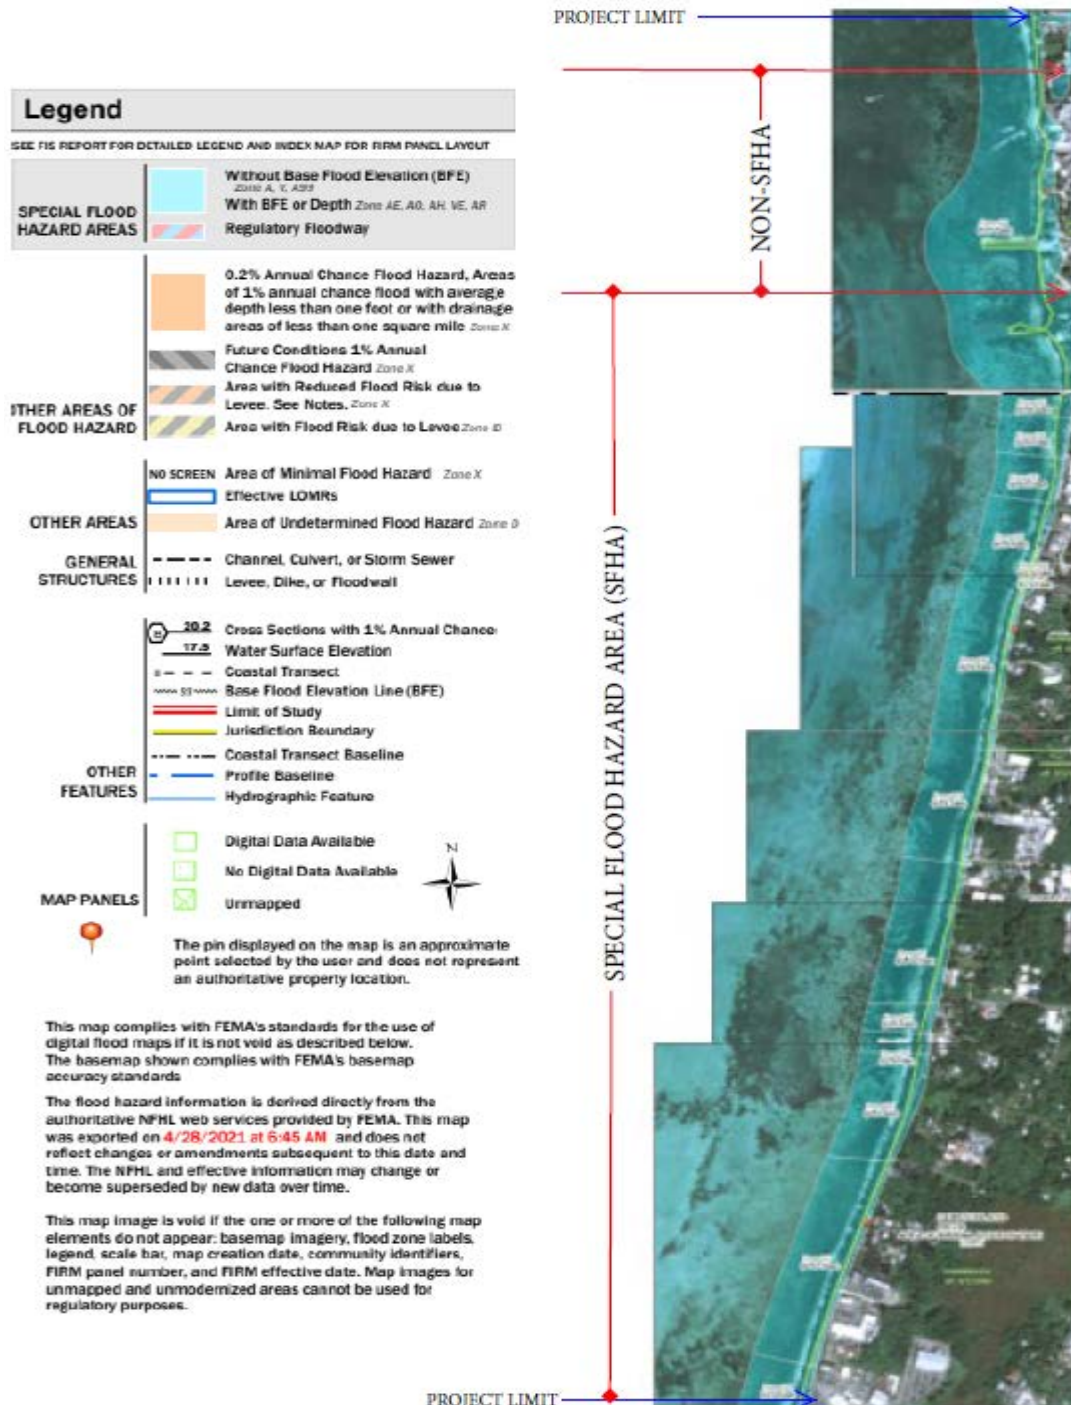 PROJECT LIMIT
Legend
SEE FIS REPORT FOR DETAILED LEGEND AND INDEX MAP FOR FIRM PANEL LAYOUT
SPECIAL FLOOD
HAZARD AREAS
Without Base Flood Elevation (BFE)
Zone A, V, A99
With BFE or Depth Zone AE, AO, AH, VE, AR
Regulatory Floodway
0.2% Annual Chance Flood Hazard, Areas
of 1% annual chance flood with average
depth less than one foot or with drainage
areas of less than one square mile Zone X
Future Conditions 1% Annual
Chance Flood Hazard Zone X
Area with Reduced Flood Risk due to
Levee. See Notes. Zone X
Area with Flood Risk due to Levee Zone D
OTHER AREAS OF
FLOOD HAZARD
NO SCREEN Area of Minimal Flood Hazard Zone X
Effective LOMRs
OTHER AREAS
Area of Undetermined Flood Hazard Zone D
GENERAL
STRUCTURES
Channel, Culvert, or Storm Sewer
Levee, Dike, or Floodwall
20.2 Cross Sections with 1% Annual Chance
17.5 Water Surface Elevation
Coastal Transect
Base Flood Elevation Line (BFE)
Limit of Study
Jurisdiction Boundary
Coastal Transect Baseline
OTHER
FEATURES
Profile Baseline
Hydrographic Feature
Digital Data Available
No Digital Data Available
Unmapped
MAP PANELS
N
The pin displayed on the map is an approximate
point selected by the user and does not represent
an authoritative property location.
This map complies with FEMA's standards for the use of
digital flood maps if it is not void as described below.
The basemap shown complies with FEMA's basemap
accuracy standards
The flood hazard information is derived directly from the
authoritative NFHL web services provided by FEMA. This map
was exported on 4/28/2021 at 6:45 AM and does not
reflect changes or amendments subsequent to this date and
time. The NFHL and effective information may change or
become superseded by new data over time.
This map image is void if the one or more of the following map
elements do not appear: basemap imagery, flood zone labels,
legend, scale bar, map creation date, community identifiers,
FIRM panel number, and FIRM effective date. Map images for
unmapped and unmodernized areas cannot be used for
regulatory purposes.
NON-SFHA
SPECIAL FLOOD HAZARD AREA (SFHA)
PROJECT LIMIT